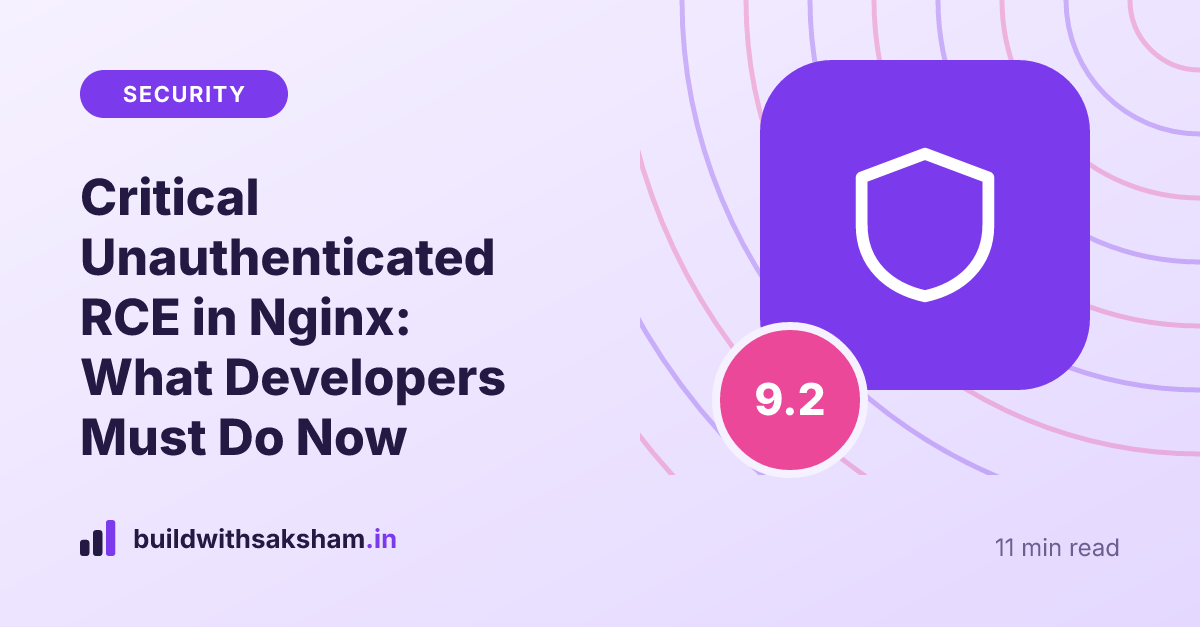 SECURITY
Critical
Unauthenticated
RCE in Nginx:
What Developers
Must Do Now
9.2
buildwithsaksham.in
11 min read